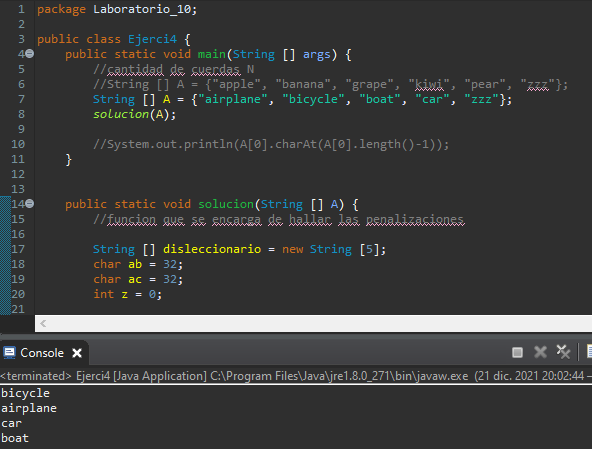 1 package Laboratorio_10;
2
3 public class Ejerci4 {
4 public static void main(String [] args) {
5 //cantidad de cuerdas N
6 //String [] A = {"apple", "banana", "grape", "kiwi", "pear", "zzz"};
7 String [] A = {"airplane", "bicycle", "boat", "car", "zzz"};
8 solucion(A);
9
10 //System.out.println(A[0].charAt(A[0].length()-1));
11 }
12
13
14 public static void solucion(String [] A) {
15 //funcion que se encarga de hallar las penalizaciones
16
17 String [] disleccionario = new String [5];
18 char ab = 32;
19 char ac = 32;
20 int z = 0;
21
Console
<terminated> Ejerci4 [Java Application] C:\Program Files\Java\jre1.8.0_271\bin\javaw.exe (21 dic. 2021 20:02:44 –
bicycle
airplane
car
boat